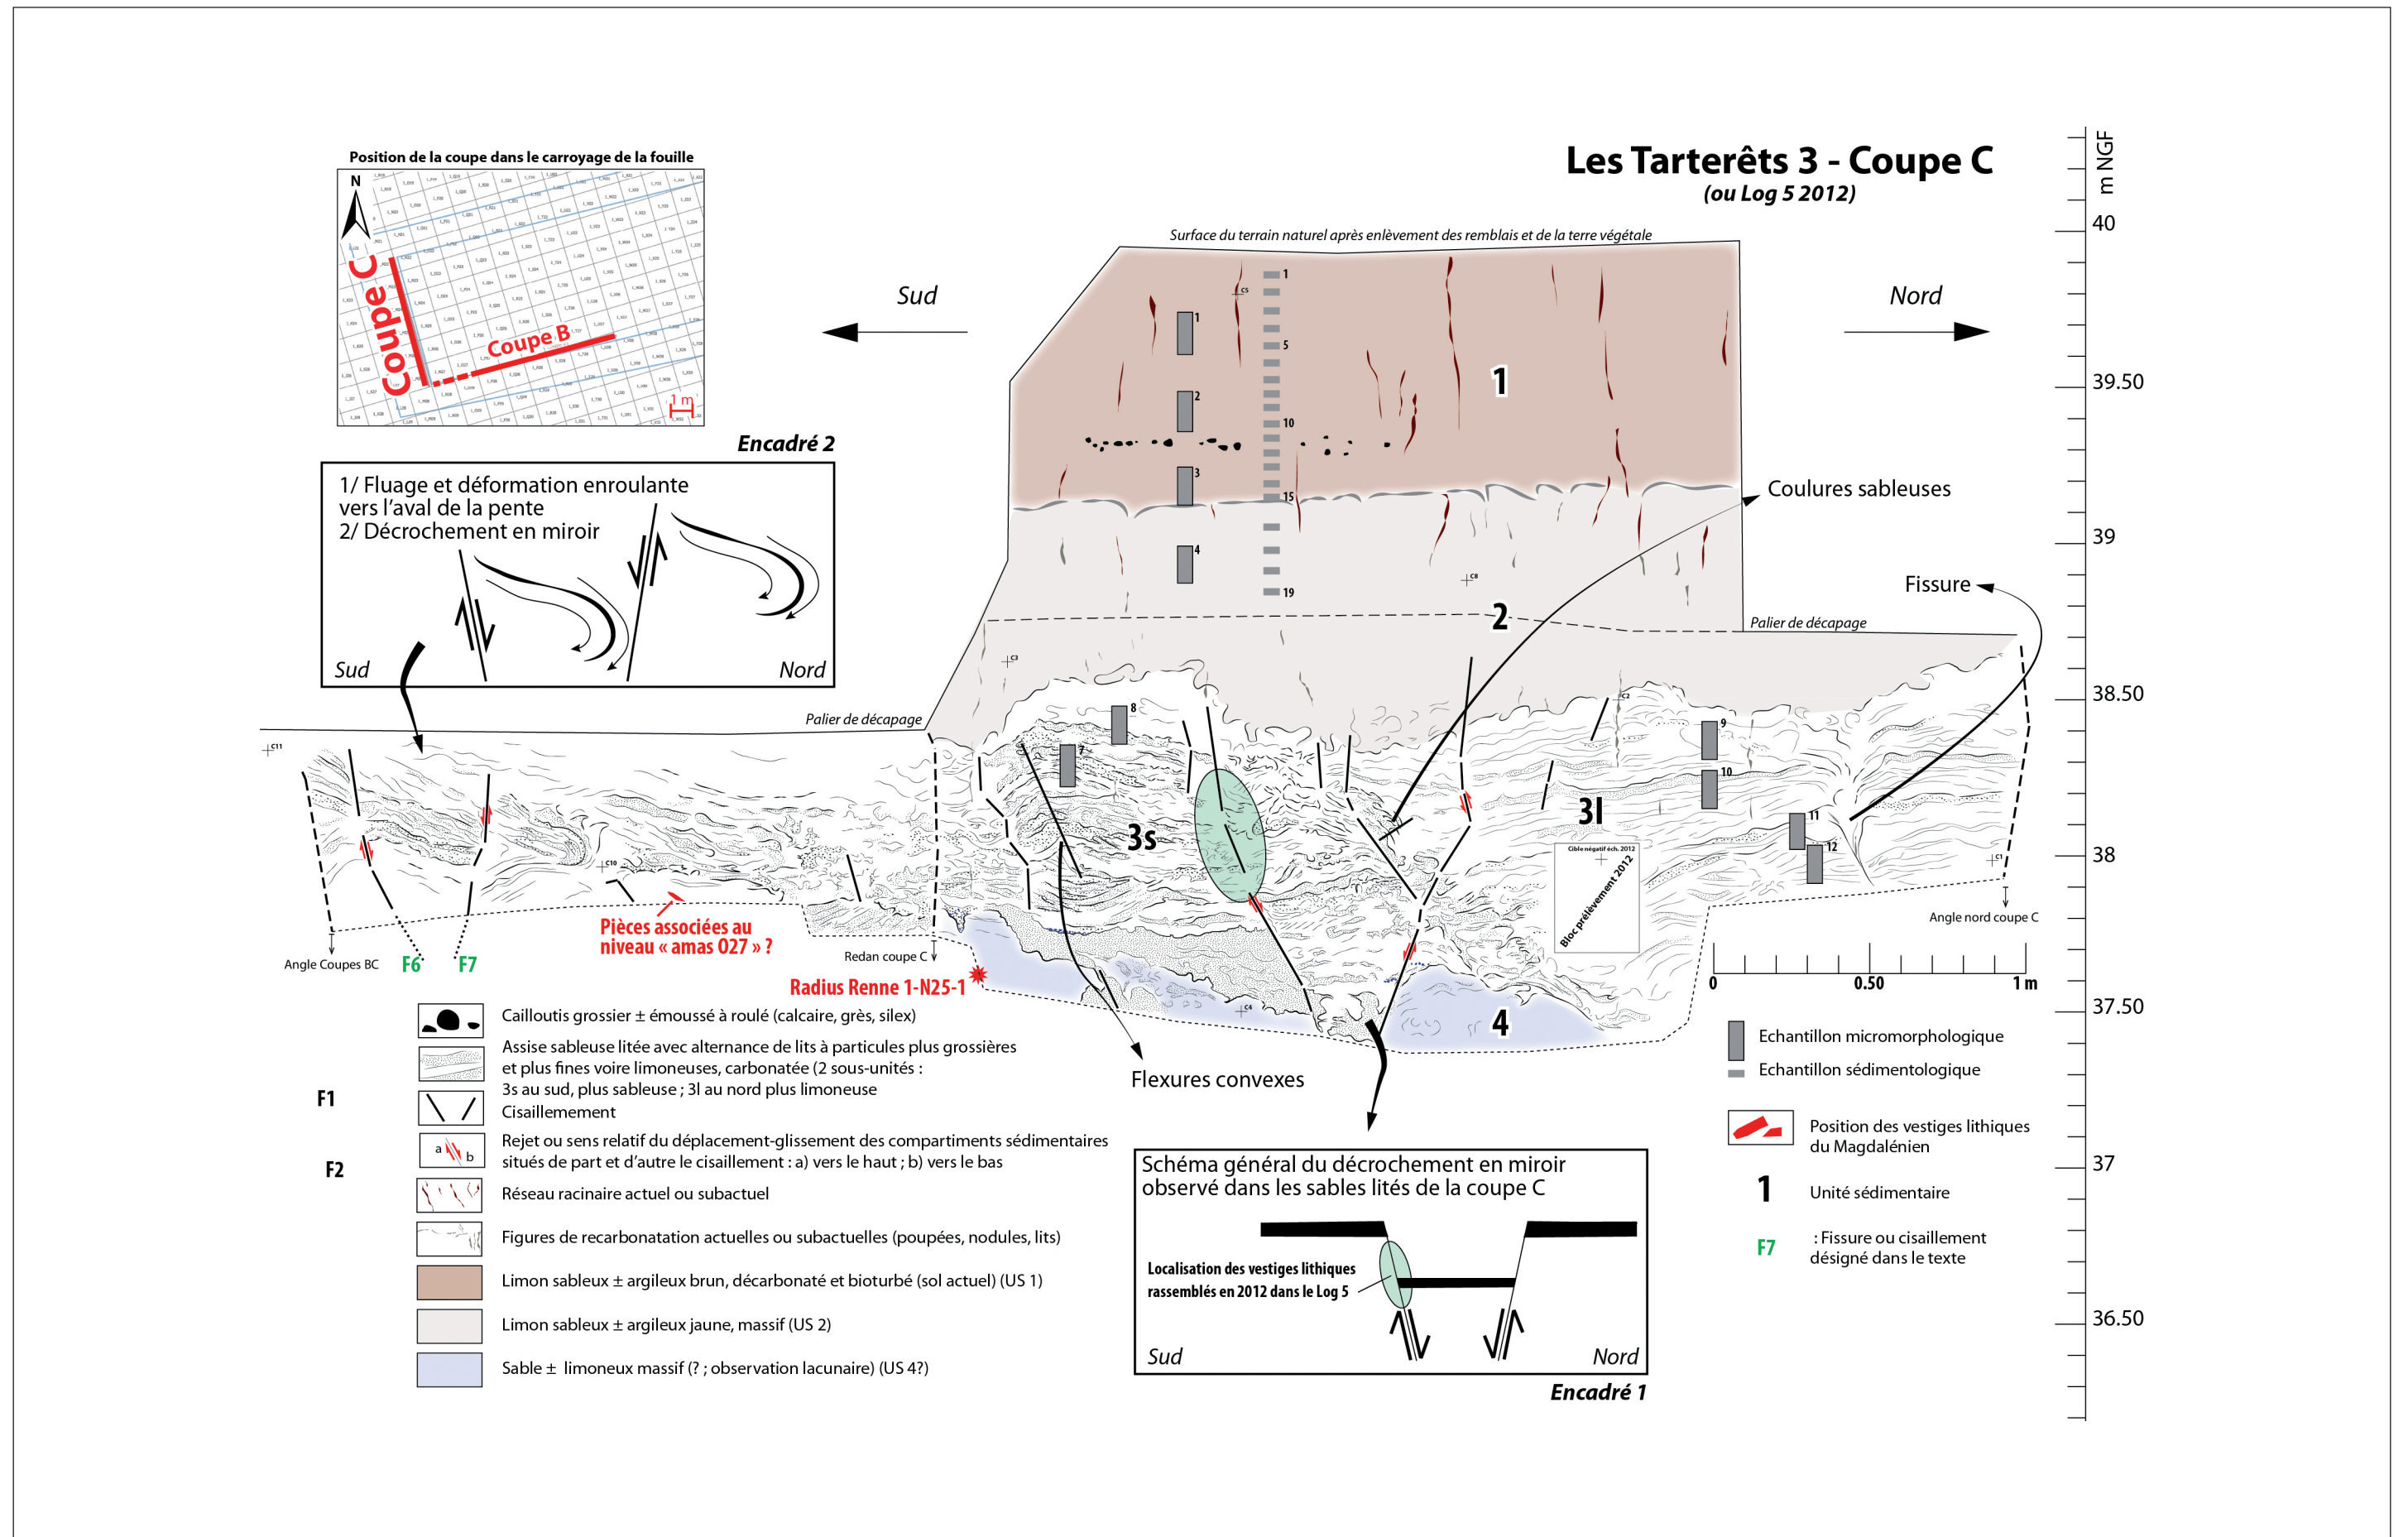 Position de la coupe dans le carroyage de la fouille
N
Coupe C
Coupe B
1 m
Les Tarterêts 3 - Coupe C
(ou Log 5 2012)
m NGF
40
39.50
39
38.50
38
37.50
37
36.50
Surface du terrain naturel après enlèvement des remblais et de la terre végétale
Sud
Nord
Encadré 2
1/ Fluage et déformation enroulante
vers l’aval de la pente
2/ Décrochement en miroir
Sud
Nord
1
5
10
15
19
1
2
3
4
C5
C8
C3
C2
C11
C10
C4
C1
1
2
3s
3l
4
Coulures sableuses
Fissure
Palier de décapage
Palier de décapage
7
8
9
10
11
12
Cible négatif éch. 2012
Bloc prélèvement 2012
Angle nord coupe C
Angle Coupes BC
F6
F7
Pièces associées au
niveau « amas O27 » ?
Redan coupe C
Radius Renne 1-N25-1
Flexures convexes
0
0.50
1 m
Cailloutis grossier ± émoussé à roulé (calcaire, grès, silex)
Assise sableuse litée avec alternance de lits à particules plus grossières
et plus fines voire limoneuses, carbonatée (2 sous-unités :
3s au sud, plus sableuse ; 3l au nord plus limoneuse
F1
Cisaillemement
F2
a
b
Rejet ou sens relatif du déplacement-glissement des compartiments sédimentaires
situés de part et d’autre le cisaillement : a) vers le haut ; b) vers le bas
Réseau racinaire actuel ou subactuel
Figures de recarbonatation actuelles ou subactuelles (poupées, nodules, lits)
Limon sableux ± argileux brun, décarbonaté et bioturbé (sol actuel) (US 1)
Limon sableux ± argileux jaune, massif (US 2)
Sable ± limoneux massif (? ; observation lacunaire) (US 4?)
Schéma général du décrochement en miroir
observé dans les sables lités de la coupe C
Localisation des vestiges lithiques
rassemblés en 2012 dans le Log 5
Sud
Nord
Encadré 1
Echantillon micromorphologique
Echantillon sédimentologique
Position des vestiges lithiques
du Magdalénien
1
Unité sédimentaire
F7
: Fissure ou cisaillement
désigné dans le texte